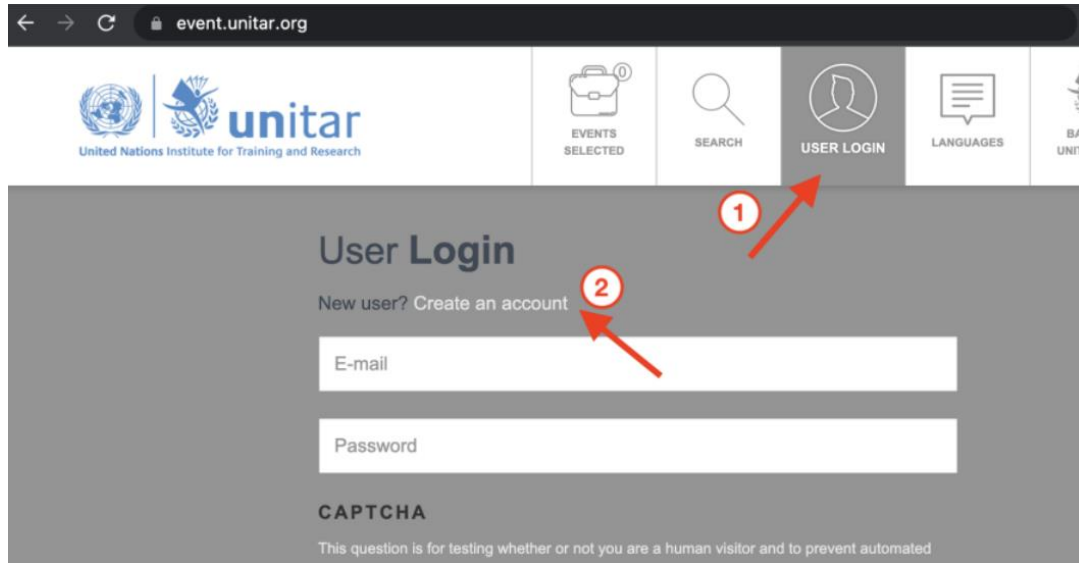 event.unitar.org
unitar
United Nations Institute for Training and Research
0
EVENTS
SELECTED
SEARCH
USER LOGIN
LANGUAGES
1
User Login
2
New user? Create an account
E-mail
Password
CAPTCHA
This question is for testing whether or not you are a human visitor and to prevent automated